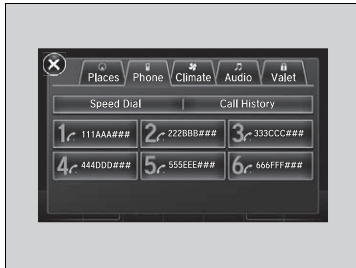 Places Phone Climate Audio Valet
Speed Dial | Call History
1 111AAA### 2 222BBB### 3 333CCC###
4 444DDD### 5 555EEE### 6 666FFF###